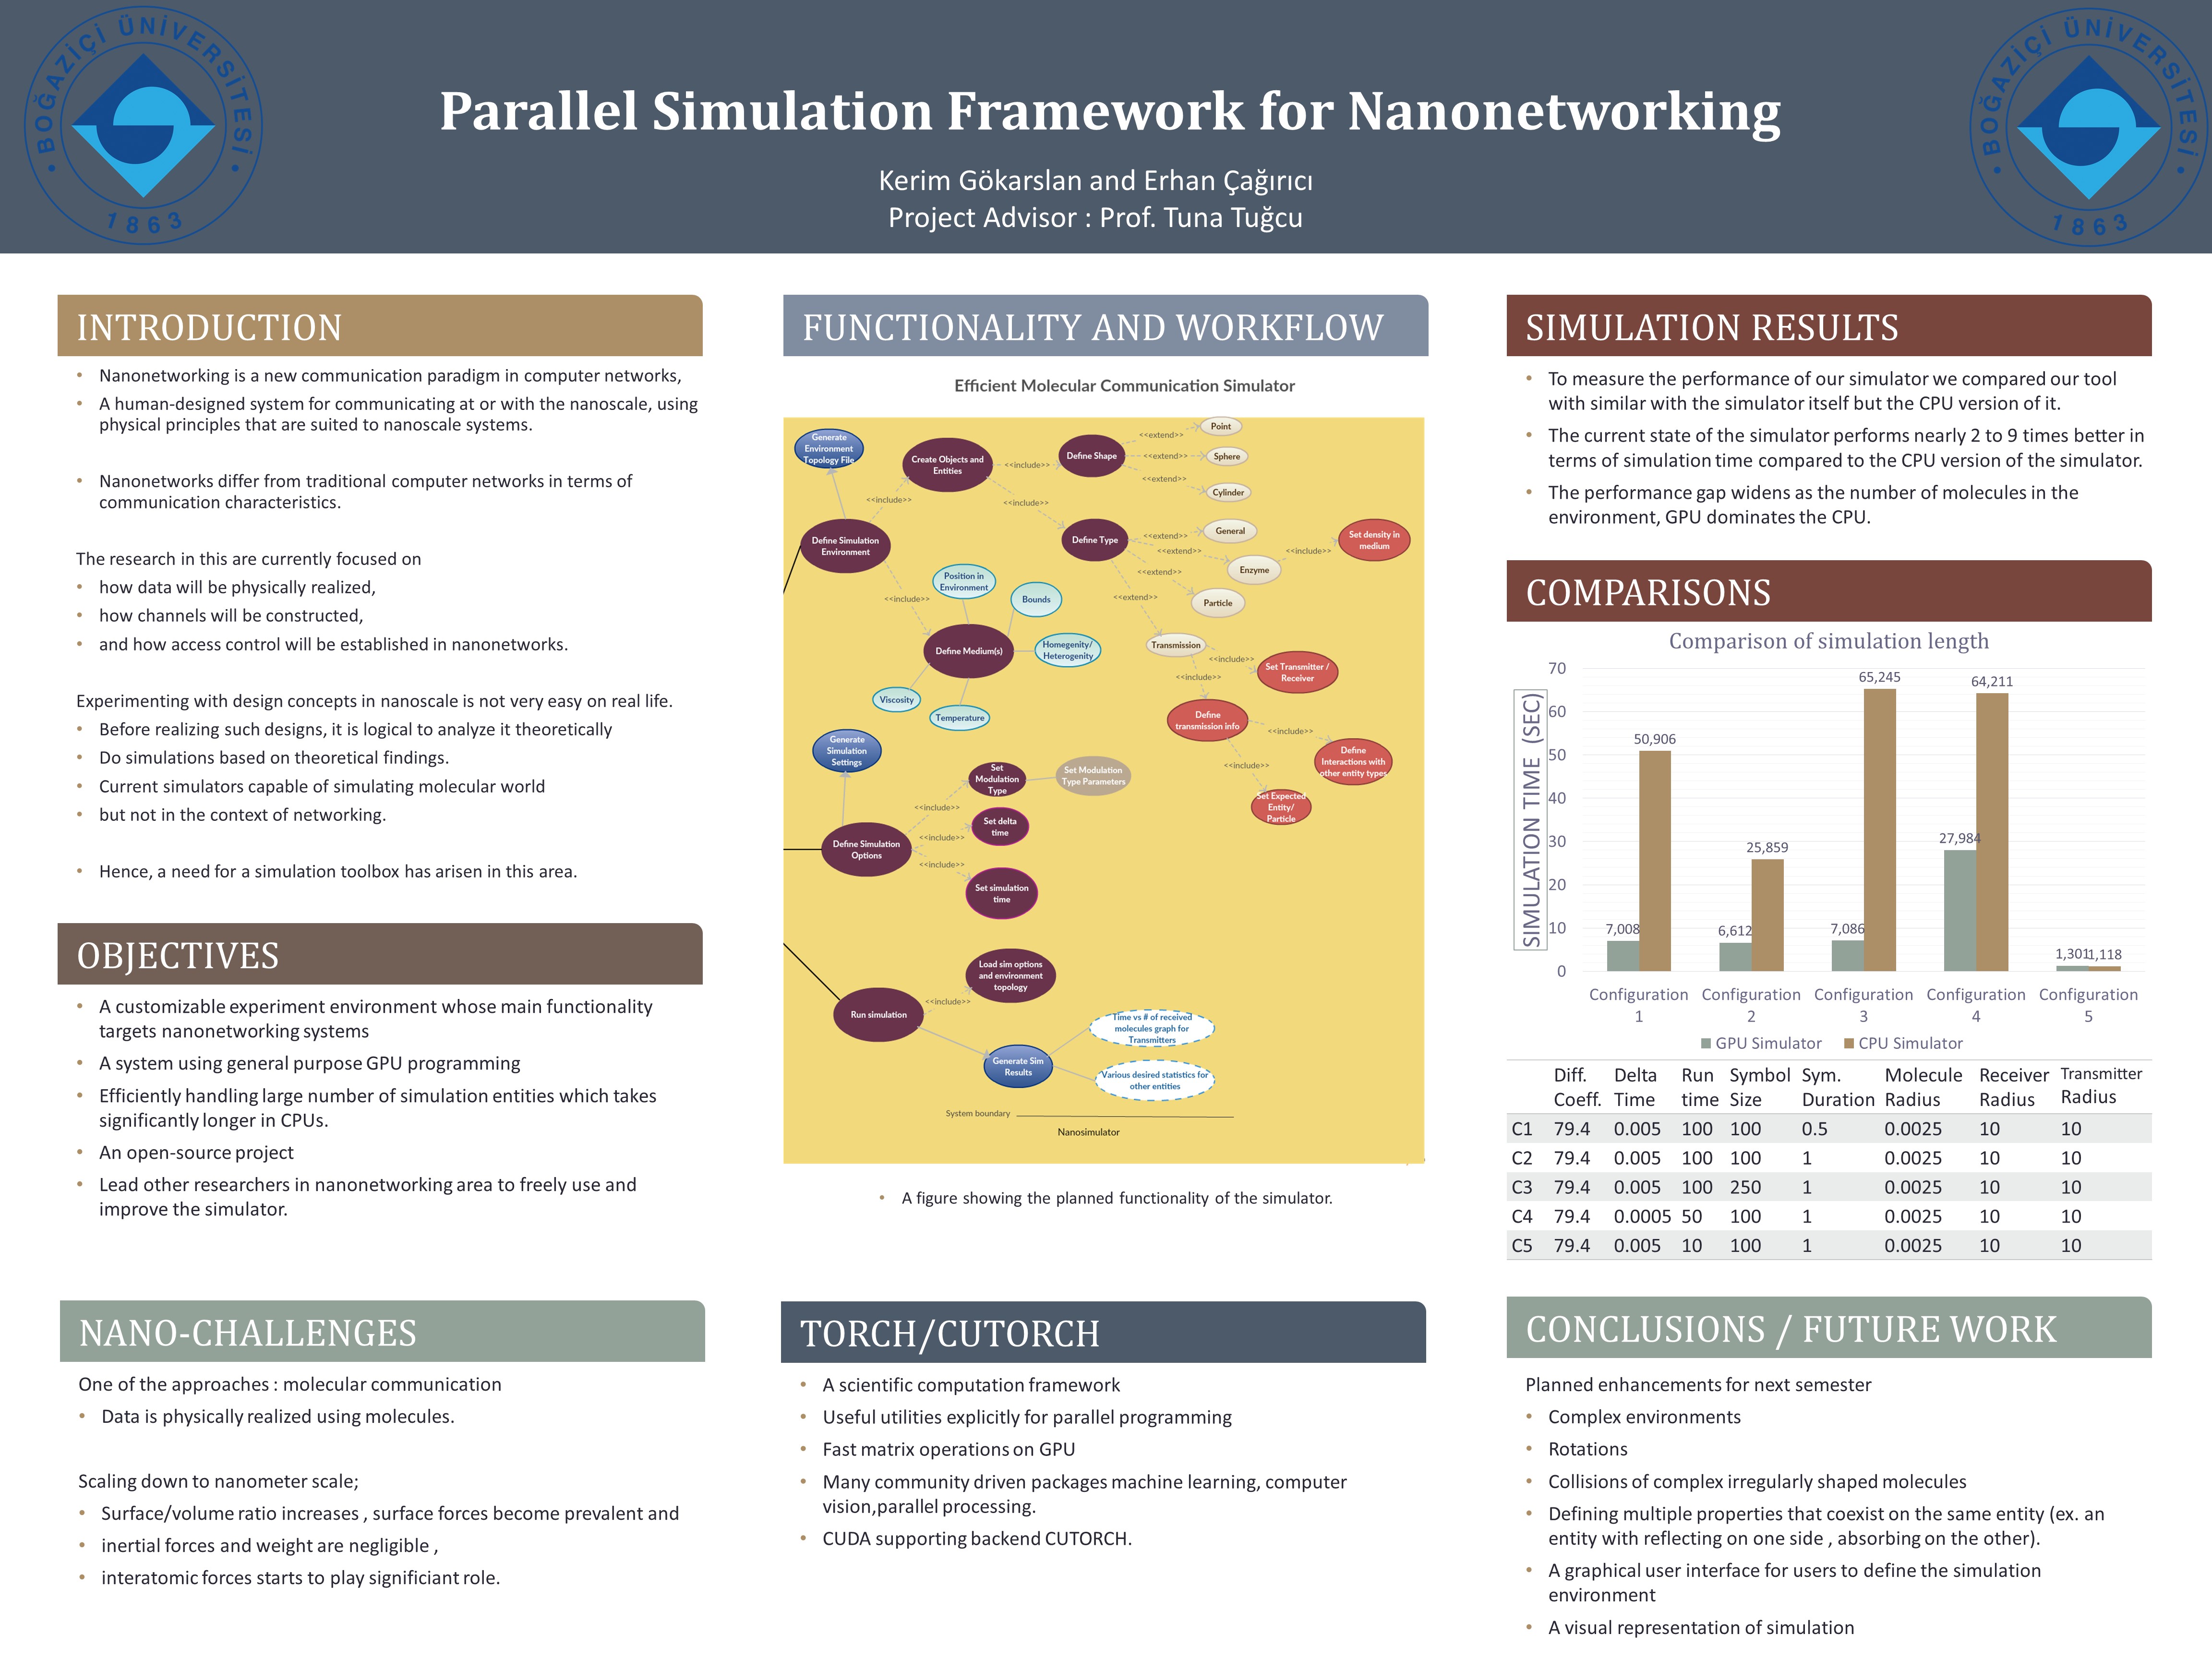 BOĞAZİÇİ ÜNİVERSİTESİ
1863
Parallel Simulation Framework for Nanonetworking
Kerim Gökarslan and Erhan Çağırıcı
Project Advisor : Prof. Tuna Tuğcu
BOĞAZİÇİ ÜNİVERSİTESİ
1863
INTRODUCTION
• Nanonetworking is a new communication paradigm in computer networks,
• A human-designed system for communicating at or with the nanoscale, using
physical principles that are suited to nanoscale systems.
• Nanonetworks differ from traditional computer networks in terms of
communication characteristics.
The research in this are currently focused on
• how data will be physically realized,
• how channels will be constructed,
• and how access control will be established in nanonetworks.
Experimenting with design concepts in nanoscale is not very easy on real life.
• Before realizing such designs, it is logical to analyze it theoretically
• Do simulations based on theoretical findings.
• Current simulators capable of simulating molecular world
• but not in the context of networking.
• Hence, a need for a simulation toolbox has arisen in this area.
OBJECTIVES
• A customizable experiment environment whose main functionality
targets nanonetworking systems
• A system using general purpose GPU programming
• Efficiently handling large number of simulation entities which takes
significantly longer in CPUs.
• An open-source project
• Lead other researchers in nanonetworking area to freely use and
improve the simulator.
NANO-CHALLENGES
One of the approaches : molecular communication
• Data is physically realized using molecules.
Scaling down to nanometer scale;
• Surface/volume ratio increases , surface forces become prevalent and
• inertial forces and weight are negligible ,
• interatomic forces starts to play significiant role.
FUNCTIONALITY AND WORKFLOW
Efficient Molecular Communication Simulator
Generate
Environment
Topology File
Create Objects and
Entities
<<include>>
Define Shape
<<extend>>
Point
<<extend>>
Sphere
<<extend>>
Cylinder
<<include>>
<<include>>
Define Simulation
Environment
Define Type
<<extend>>
General
<<extend>>
Enzyme
<<include>>
Set density in
medium
<<extend>>
Particle
<<extend>>
Transmission
<<include>>
Position in
Environment
Bounds
Define Medium(s)
Homegenity/
Heterogenity
Viscosity
Temperature
<<include>>
Set Transmitter /
Receiver
<<include>>
Define
transmission info
<<include>>
Define
Interactions with
other entity types
<<include>>
Set Expected
Entity/
Particle
Generate
Simulation
Settings
Set
Modulation
Type
Set Modulation
Type Parameters
<<include>>
Set delta
time
<<include>>
Define Simulation
Options
<<include>>
Set simulation
time
Load sim options
and environment
topology
<<include>>
Run simulation
Time vs # of received
molecules graph for
Transmitters
Generate Sim
Results
Various desired statistics for
other entities
System boundary
Nanosimulator
• A figure showing the planned functionality of the simulator.
TORCH/CUTORCH
• A scientific computation framework
• Useful utilities explicitly for parallel programming
• Fast matrix operations on GPU
• Many community driven packages machine learning, computer
vision,parallel processing.
• CUDA supporting backend CUTORCH.
SIMULATION RESULTS
• To measure the performance of our simulator we compared our tool
with similar with the simulator itself but the CPU version of it.
• The current state of the simulator performs nearly 2 to 9 times better in
terms of simulation time compared to the CPU version of the simulator.
• The performance gap widens as the number of molecules in the
environment, GPU dominates the CPU.
COMPARISONS
Comparison of simulation length
SIMULATION TIME (SEC)
70
60
50
40
30
20
10
0
7,008 50,906
6,612 25,859
7,086 65,245
27,984 64,211
1,301 1,118
Configuration 1
Configuration 2
Configuration 3
Configuration 4
Configuration 5
GPU Simulator CPU Simulator
Diff. Coeff. Delta Time Run time Symbol Size Sym. Duration Molecule Radius Receiver Radius Transmitter Radius
C1 79.4 0.005 100 100 0.5 0.0025 10 10
C2 79.4 0.005 100 100 1 0.0025 10 10
C3 79.4 0.005 100 250 1 0.0025 10 10
C4 79.4 0.0005 50 100 1 0.0025 10 10
C5 79.4 0.005 10 100 1 0.0025 10 10
CONCLUSIONS / FUTURE WORK
Planned enhancements for next semester
• Complex environments
• Rotations
• Collisions of complex irregularly shaped molecules
• Defining multiple properties that coexist on the same entity (ex. an
entity with reflecting on one side , absorbing on the other).
• A graphical user interface for users to define the simulation
environment
• A visual representation of simulation